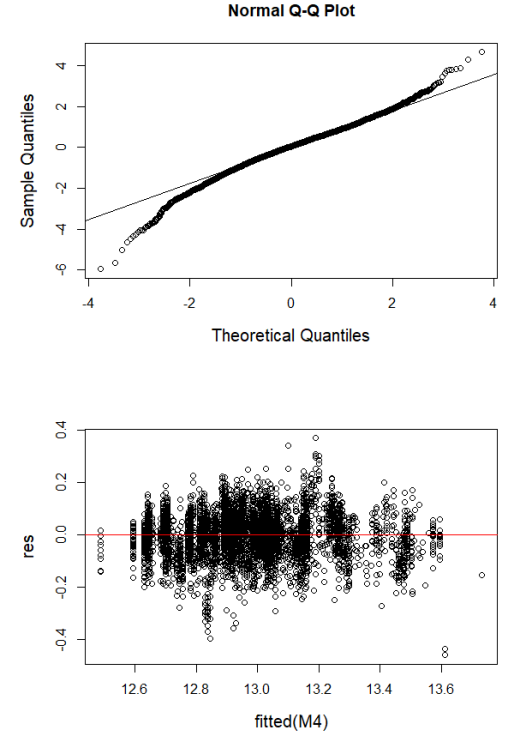 Normal Q-Q Plot
Sample Quantiles
4
2
0
-2
-4
-6
-4 -2 0 2 4
Theoretical Quantiles
res
0.4
0.2
0.0
-0.2
-0.4
12.6 12.8 13.0 13.2 13.4 13.6
fitted(M4)